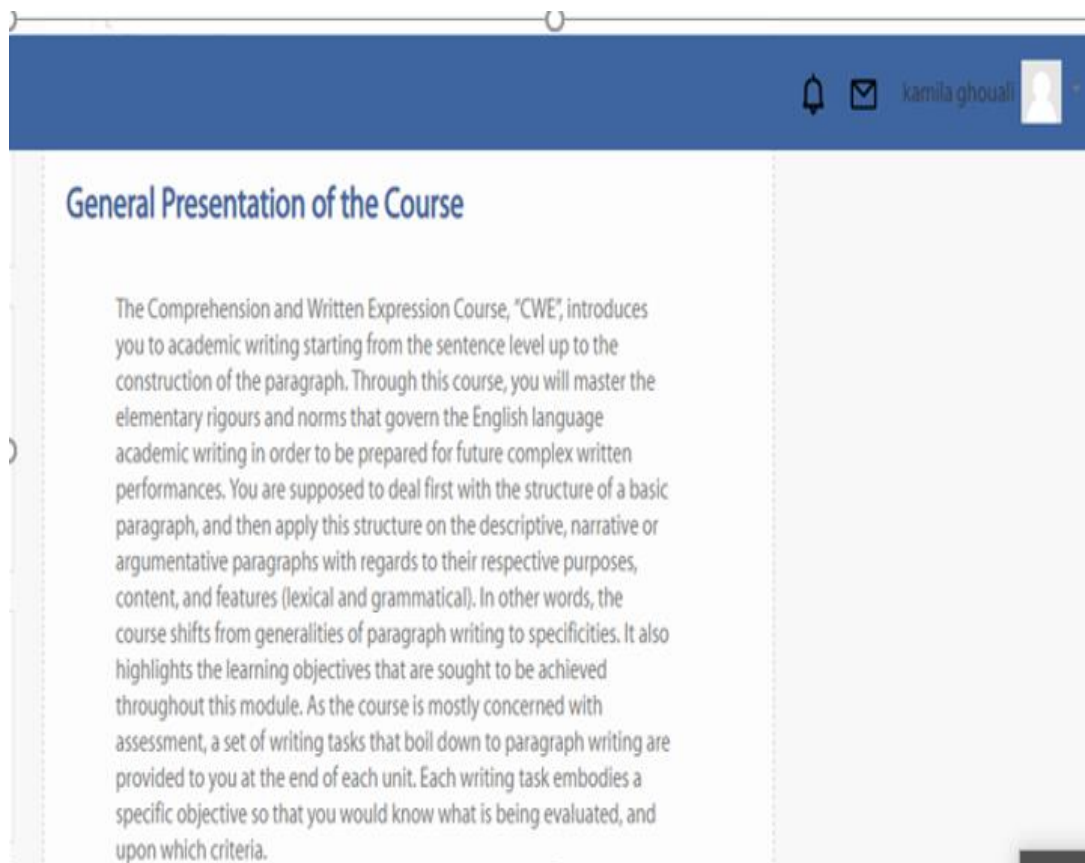 kamila ghouali
General Presentation of the Course
The Comprehension and Written Expression Course, "CWE", introduces
you to academic writing starting from the sentence level up to the
construction of the paragraph. Through this course, you will master the
elementary rigours and norms that govern the English language
academic writing in order to be prepared for future complex written
performances. You are supposed to deal first with the structure of a basic
paragraph, and then apply this structure on the descriptive, narrative or
argumentative paragraphs with regards to their respective purposes,
content, and features (lexical and grammatical). In other words, the
course shifts from generalities of paragraph writing to specificities. It also
highlights the learning objectives that are sought to be achieved
throughout this module. As the course is mostly concerned with
assessment, a set of writing tasks that boil down to paragraph writing are
provided to you at the end of each unit. Each writing task embodies a
specific objective so that you would know what is being evaluated, and
upon which criteria.